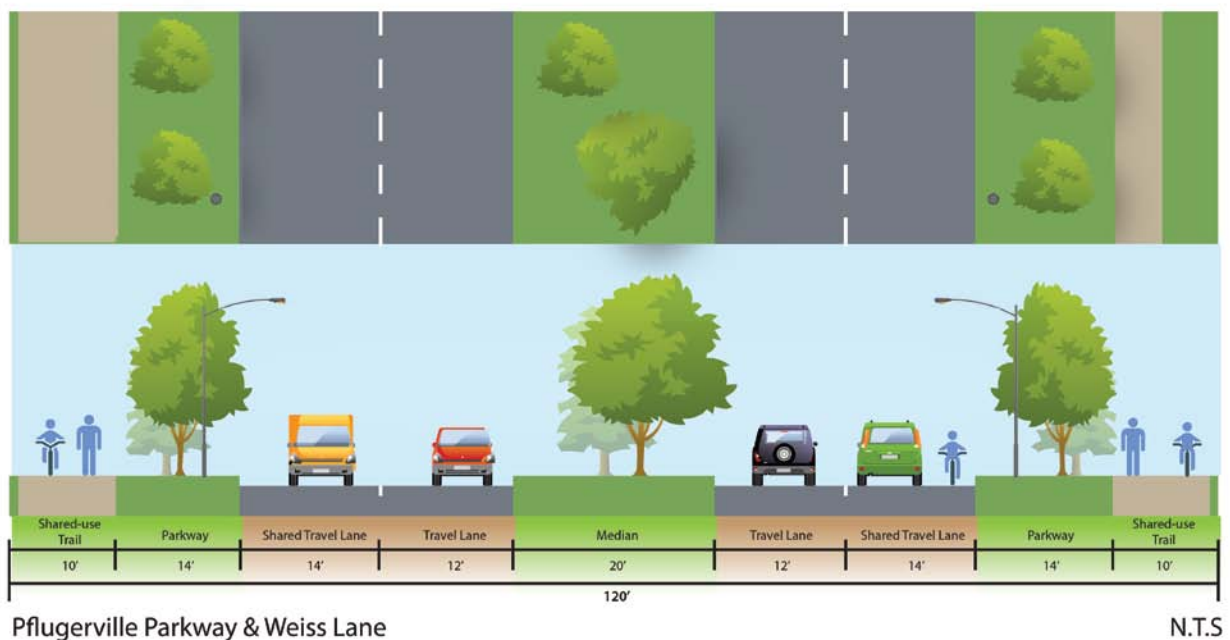 Shared-use Trail
Parkway
Shared Travel Lane
Travel Lane
Median
Travel Lane
Shared Travel Lane
Parkway
Shared-use Trail
10'
14'
14'
12'
20'
12'
14'
14'
10'
120'
Pflugerville Parkway & Weiss Lane
N.T.S